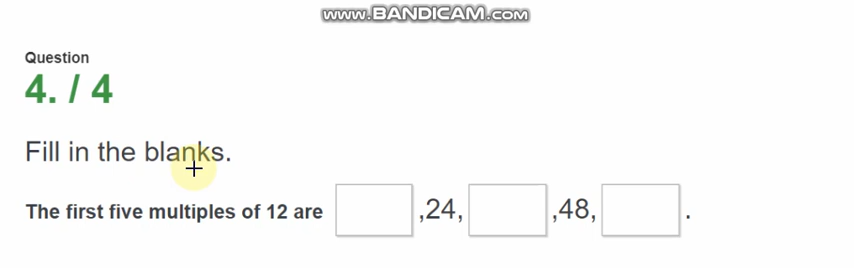 www.BANDICAM.com
Question
4. / 4
Fill in the blanks.
The first five multiples of 12 are ,24, ,48, .